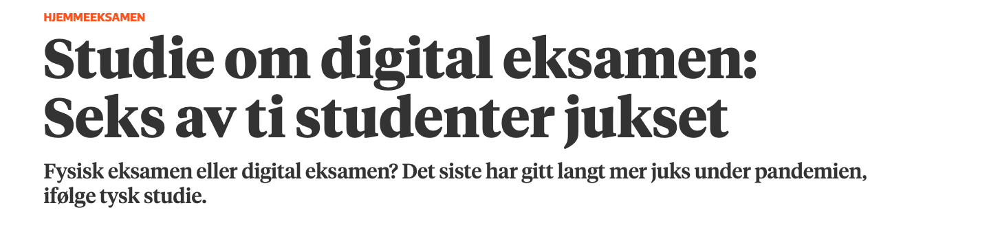 HJEMMEEKSAMEN
Studie om digital eksamen:
Seks av ti studenter jukset
Fysisk eksamen eller digital eksamen? Det siste har gitt langt mer juks under pandemien,
ifølge tysk studie.